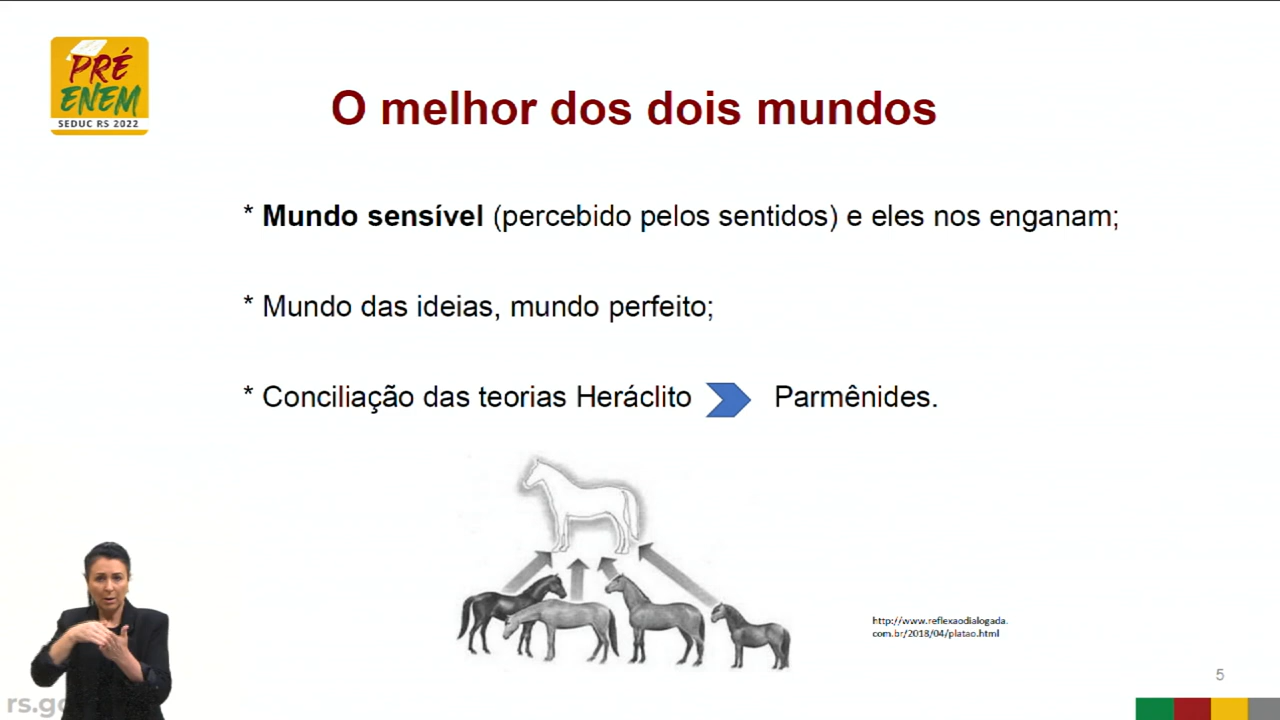 PRÉ
ENEM
SEDUC RS 2022
O melhor dos dois mundos
* Mundo sensível (percebido pelos sentidos) e eles nos enganam;
* Mundo das ideias, mundo perfeito;
* Conciliação das teorias Heráclito Parmênides.
http://www.reflexaodialogada.
com.br/2018/04/platao.html
5
rs.go